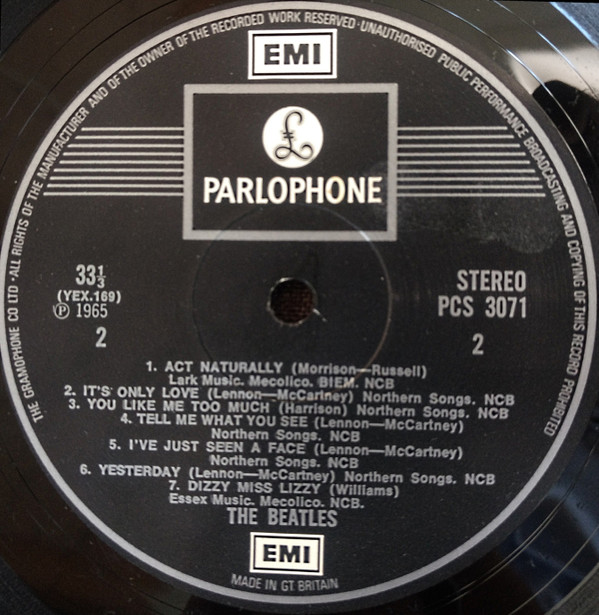 THE GRAMOPHONE CO LTD · ALL RIGHTS OF THE MANUFACTURER AND OF THE OWNER OF THE RECORDED WORK RESERVED · UNAUTHORISED PUBLIC PERFORMANCE BROADCASTING AND COPYING OF THIS RECORD PROHIBITED
EMI
£
PARLOPHONE
33⅓
(YEX.169)
℗ 1965
2
STEREO
PCS 3071
2
1. ACT NATURALLY (Morrison—Russell)
Lark Music. Mecolico. BIEM. NCB
2. IT'S ONLY LOVE (Lennon—McCartney) Northern Songs. NCB
3. YOU LIKE ME TOO MUCH (Harrison) Northern Songs. NCB
4. TELL ME WHAT YOU SEE (Lennon—McCartney)
Northern Songs. NCB
5. I'VE JUST SEEN A FACE (Lennon—McCartney)
Northern Songs. NCB
6. YESTERDAY (Lennon—McCartney) Northern Songs. NCB
7. DIZZY MISS LIZZY (Williams)
Essex Music. Mecolico. NCB.
THE BEATLES
EMI
MADE IN GT BRITAIN